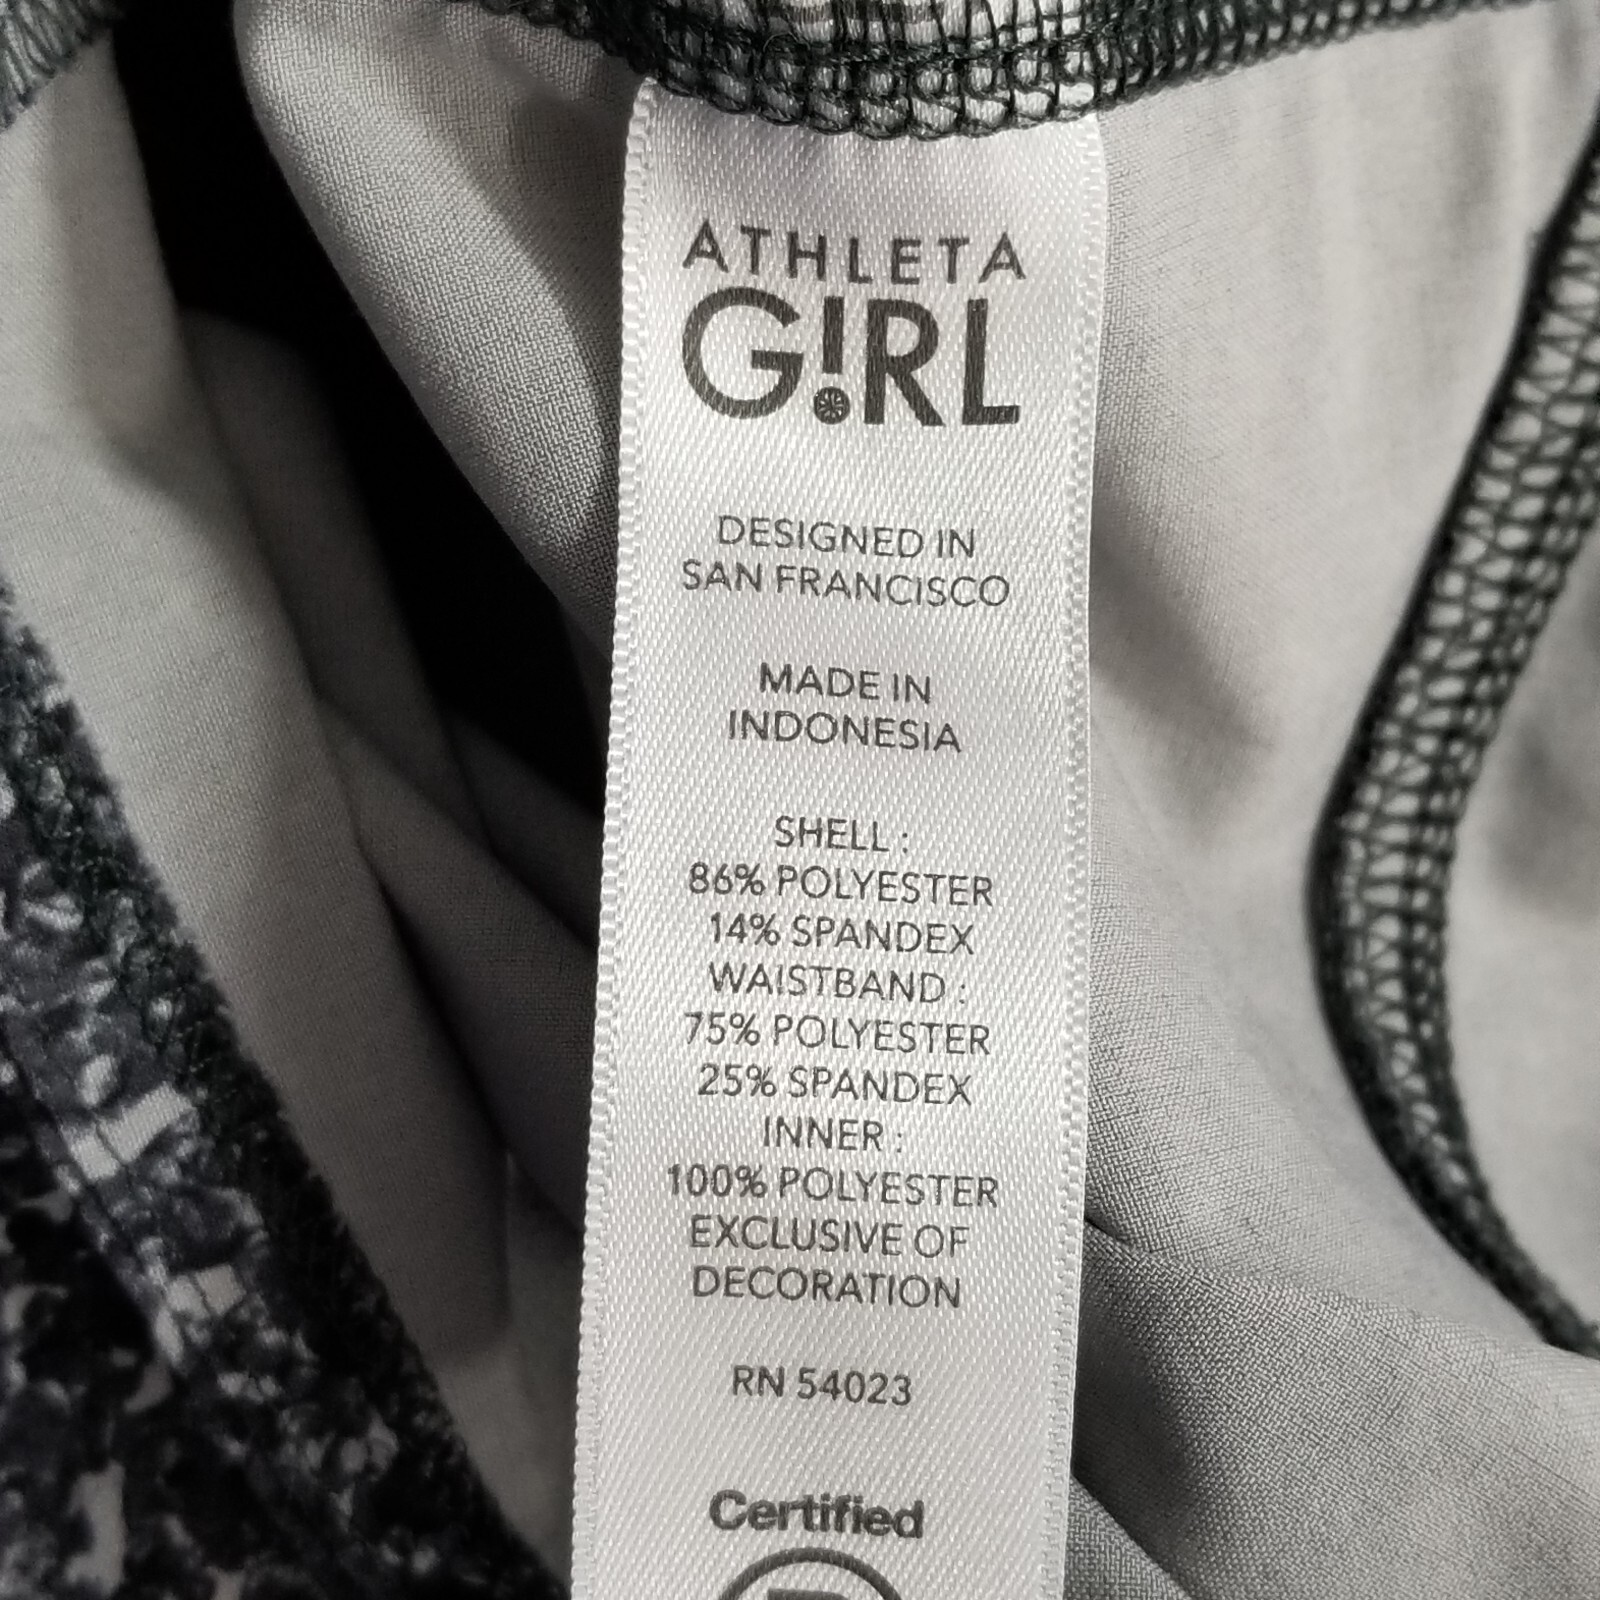 ATHLETA
G!RL
DESIGNED IN
SAN FRANCISCO
MADE IN
INDONESIA
SHELL :
86% POLYESTER
14% SPANDEX
WAISTBAND :
75% POLYESTER
25% SPANDEX
INNER :
100% POLYESTER
EXCLUSIVE OF
DECORATION
RN 54023
Certified